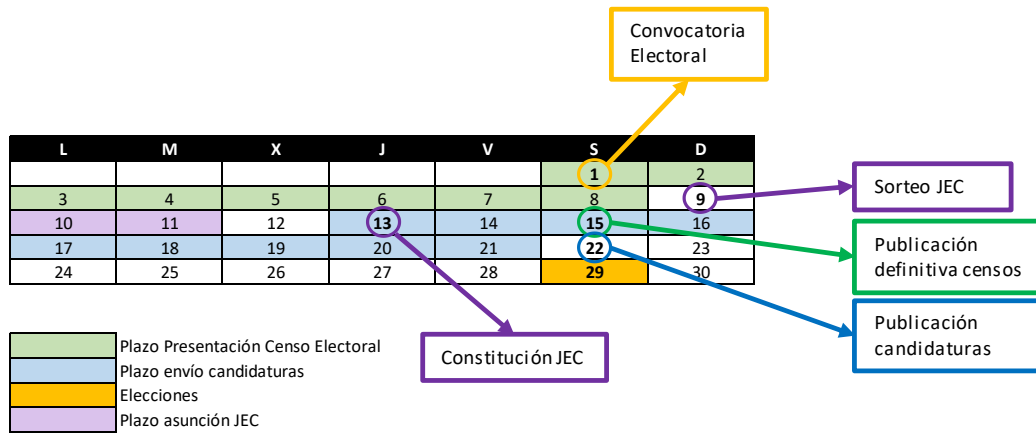 Convocatoria
Electoral
L M X J V S D
1 2
3 4 5 6 7 8 9
10 11 12 13 14 15 16
17 18 19 20 21 22 23
24 25 26 27 28 29 30
Sorteo JEC
Publicación
definitiva censos
Publicación
candidaturas
Constitución JEC
Plazo Presentación Censo Electoral
Plazo envío candidaturas
Elecciones
Plazo asunción JEC